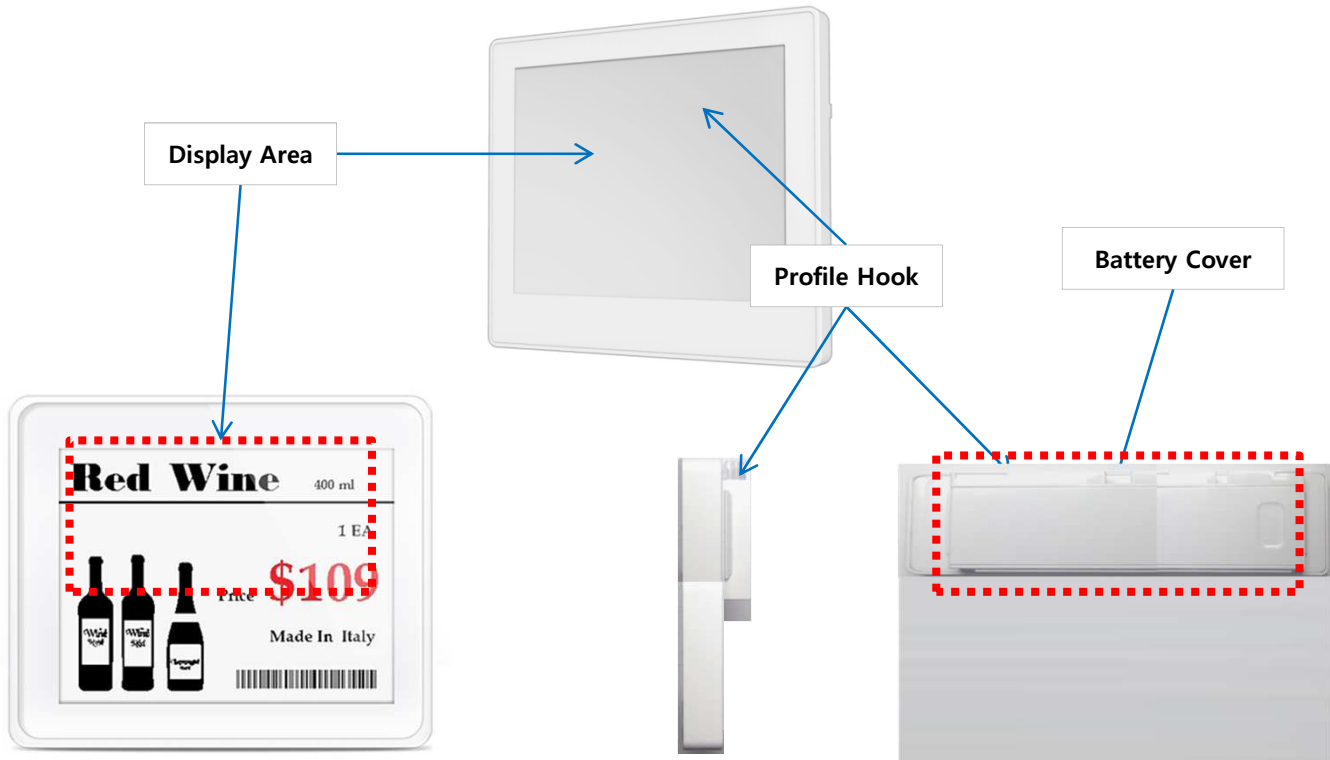 Display Area
Profile Hook
Battery Cover
Red Wine 400 ml
1 EA
Price $109
Made In Italy